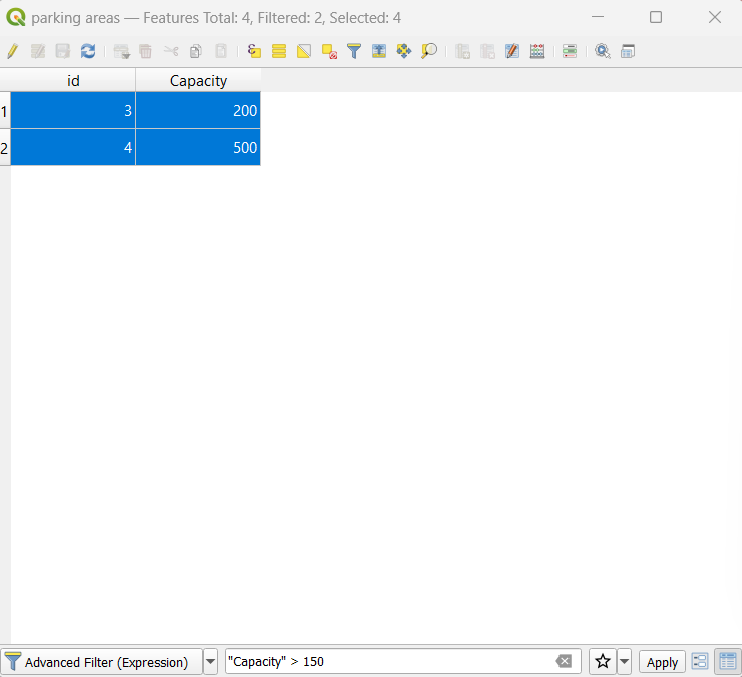 parking areas — Features Total: 4, Filtered: 2, Selected: 4
id Capacity
1 3 200
2 4 500
Advanced Filter (Expression) "Capacity" > 150 Apply